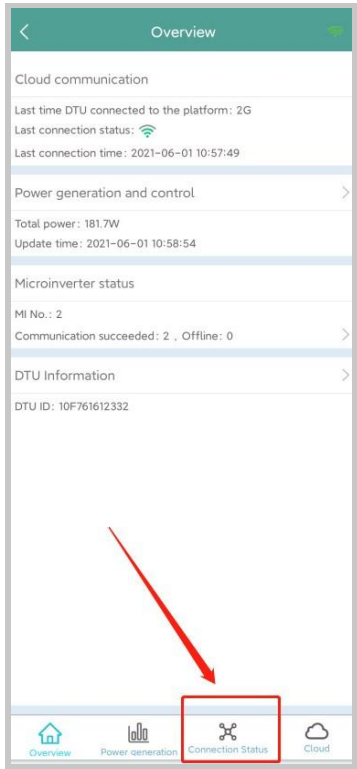 Overview
Cloud communication
Last time DTU connected to the platform: 2G
Last connection status:
Last connection time: 2021-06-01 10:57:49
Power generation and control
Total power: 181.7W
Update time: 2021-06-01 10:58:54
Microinverter status
MI No.: 2
Communication succeeded: 2 , Offline: 0
DTU Information
DTU ID: 10F761612332
Overview Power generation Connection Status Cloud